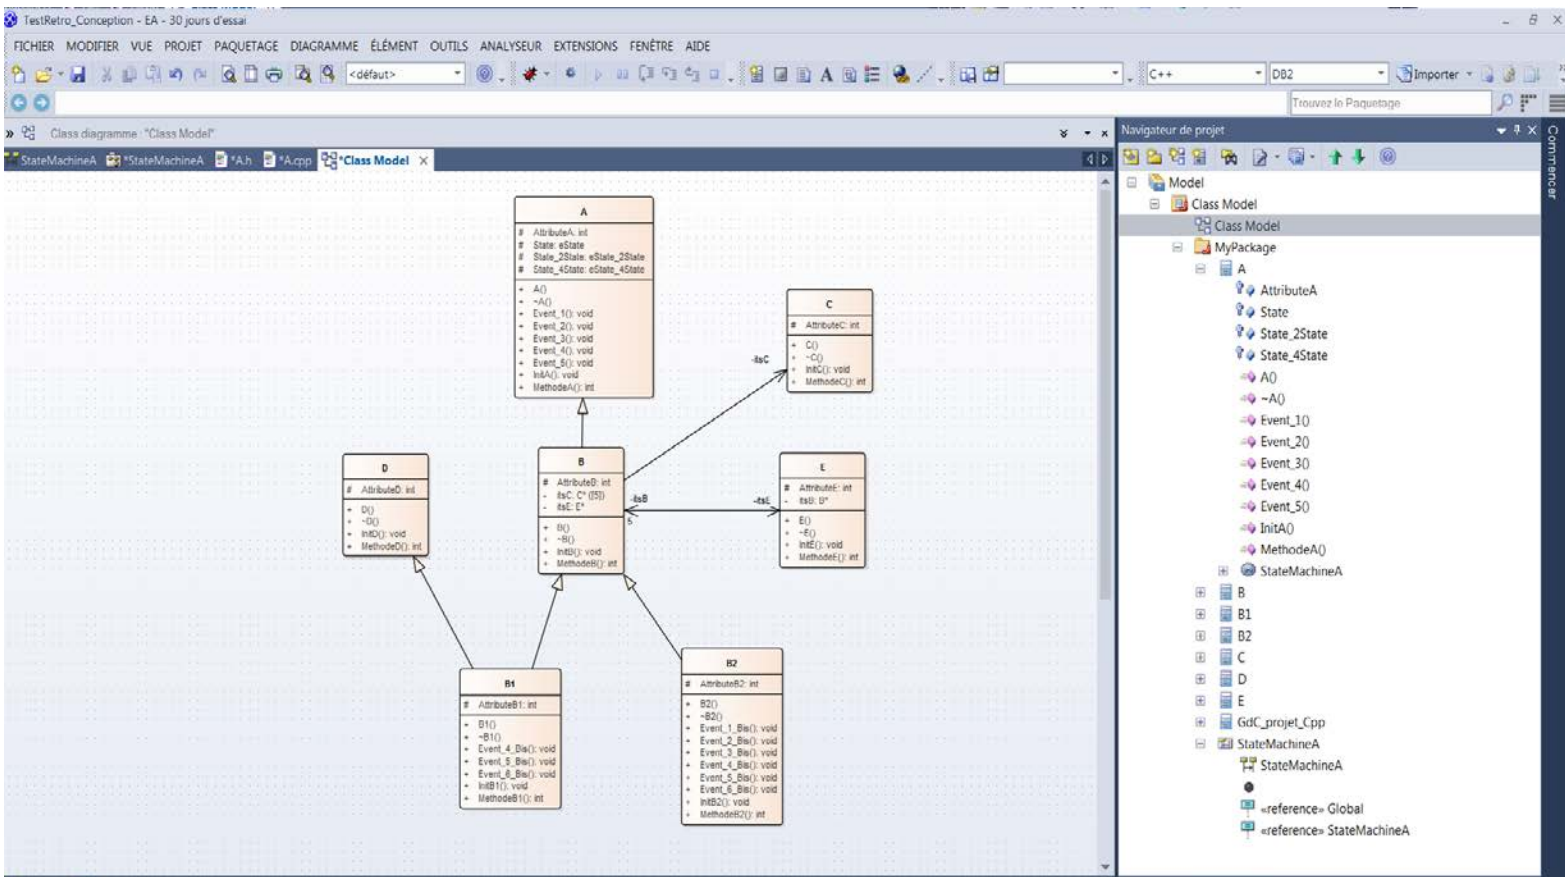 TestRetro_Conception - EA - 30 jours d'essai
FICHIER MODIFIER VUE PROJET PAQUETAGE DIAGRAMME ÉLÉMENT OUTILS ANALYSEUR EXTENSIONS FENÊTRE AIDE
<défaut> C++ DB2 Importer
Trouvez le Paquetage
Class diagramme : "Class Model"
StateMachineA *StateMachineA *A.h *A.cpp *Class Model
A
# AttributeA: int
# State: eState
# State_2State: eState_2State
# State_4State: eState_4State
+ A()
+ ~A()
+ Event_1(): void
+ Event_2(): void
+ Event_3(): void
+ Event_4(): void
+ Event_5(): void
+ InitA(): void
+ MethodeA(): int
C
# AttributeC: int
+ C()
+ ~C()
+ InitC(): void
+ MethodeC(): int
-itsC
D
# AttributeD: int
+ D()
+ ~D()
+ InitD(): void
+ MethodeD(): int
B
# AttributeB: int
- itsC: C* ([5])
- itsE: E*
+ B()
+ ~B()
+ InitB(): void
+ MethodeB(): int
-itsB
5
-itsE
E
# AttributeE: int
- itsB: B*
+ E()
+ ~E()
+ InitE(): void
+ MethodeE(): int
B1
# AttributeB1: int
+ B1()
+ ~B1()
+ Event_4_Bis(): void
+ Event_5_Bis(): void
+ Event_6_Bis(): void
+ InitB1(): void
+ MethodeB1(): int
B2
# AttributeB2: int
+ B2()
+ ~B2()
+ Event_1_Bis(): void
+ Event_2_Bis(): void
+ Event_3_Bis(): void
+ Event_4_Bis(): void
+ Event_5_Bis(): void
+ Event_6_Bis(): void
+ InitB2(): void
+ MethodeB2(): int
Navigateur de projet
Model
Class Model
Class Model
MyPackage
A
AttributeA
State
State_2State
State_4State
A()
~A()
Event_1()
Event_2()
Event_3()
Event_4()
Event_5()
InitA()
MethodeA()
StateMachineA
B
B1
B2
C
D
E
GdC_projet_Cpp
StateMachineA
StateMachineA
«reference» Global
«reference» StateMachineA
Commencer